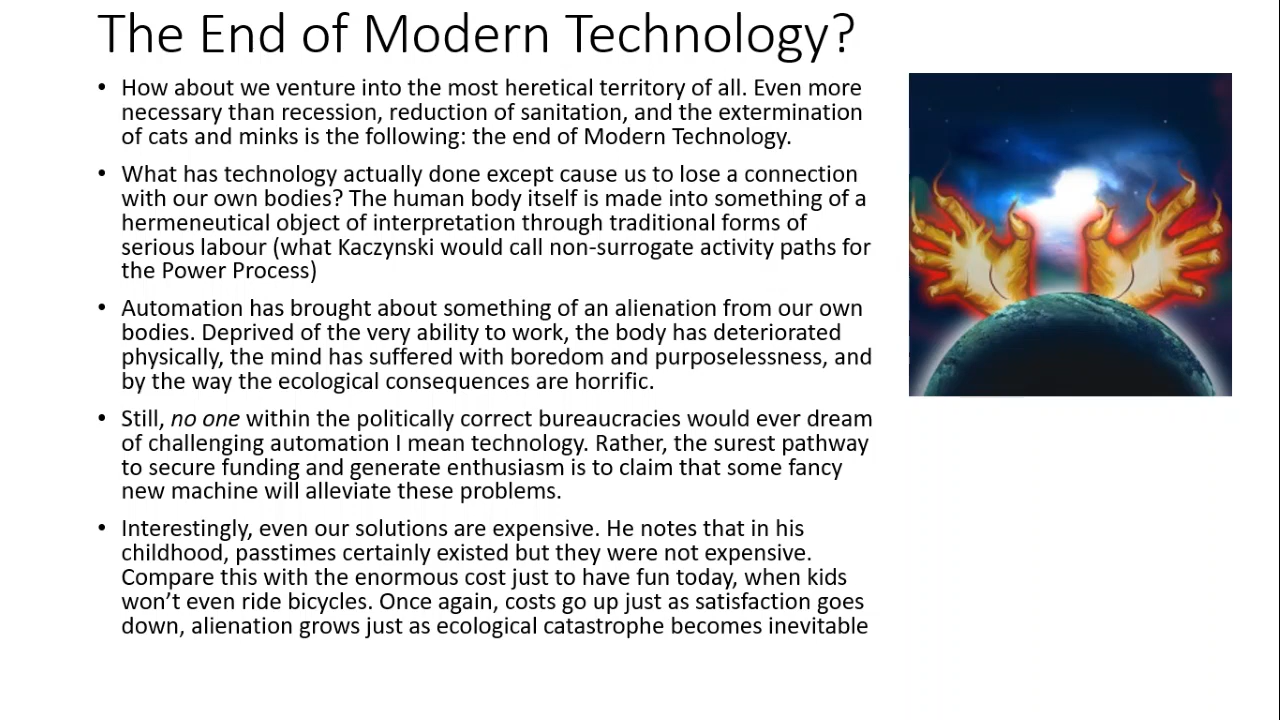 The End of Modern Technology?
• How about we venture into the most heretical territory of all. Even more
necessary than recession, reduction of sanitation, and the extermination
of cats and minks is the following: the end of Modern Technology.
• What has technology actually done except cause us to lose a connection
with our own bodies? The human body itself is made into something of a
hermeneutical object of interpretation through traditional forms of
serious labour (what Kaczynski would call non-surrogate activity paths for
the Power Process)
• Automation has brought about something of an alienation from our own
bodies. Deprived of the very ability to work, the body has deteriorated
physically, the mind has suffered with boredom and purposelessness, and
by the way the ecological consequences are horrific.
• Still, no one within the politically correct bureaucracies would ever dream
of challenging automation I mean technology. Rather, the surest pathway
to secure funding and generate enthusiasm is to claim that some fancy
new machine will alleviate these problems.
• Interestingly, even our solutions are expensive. He notes that in his
childhood, passtimes certainly existed but they were not expensive.
Compare this with the enormous cost just to have fun today, when kids
won’t even ride bicycles. Once again, costs go up just as satisfaction goes
down, alienation grows just as ecological catastrophe becomes inevitable